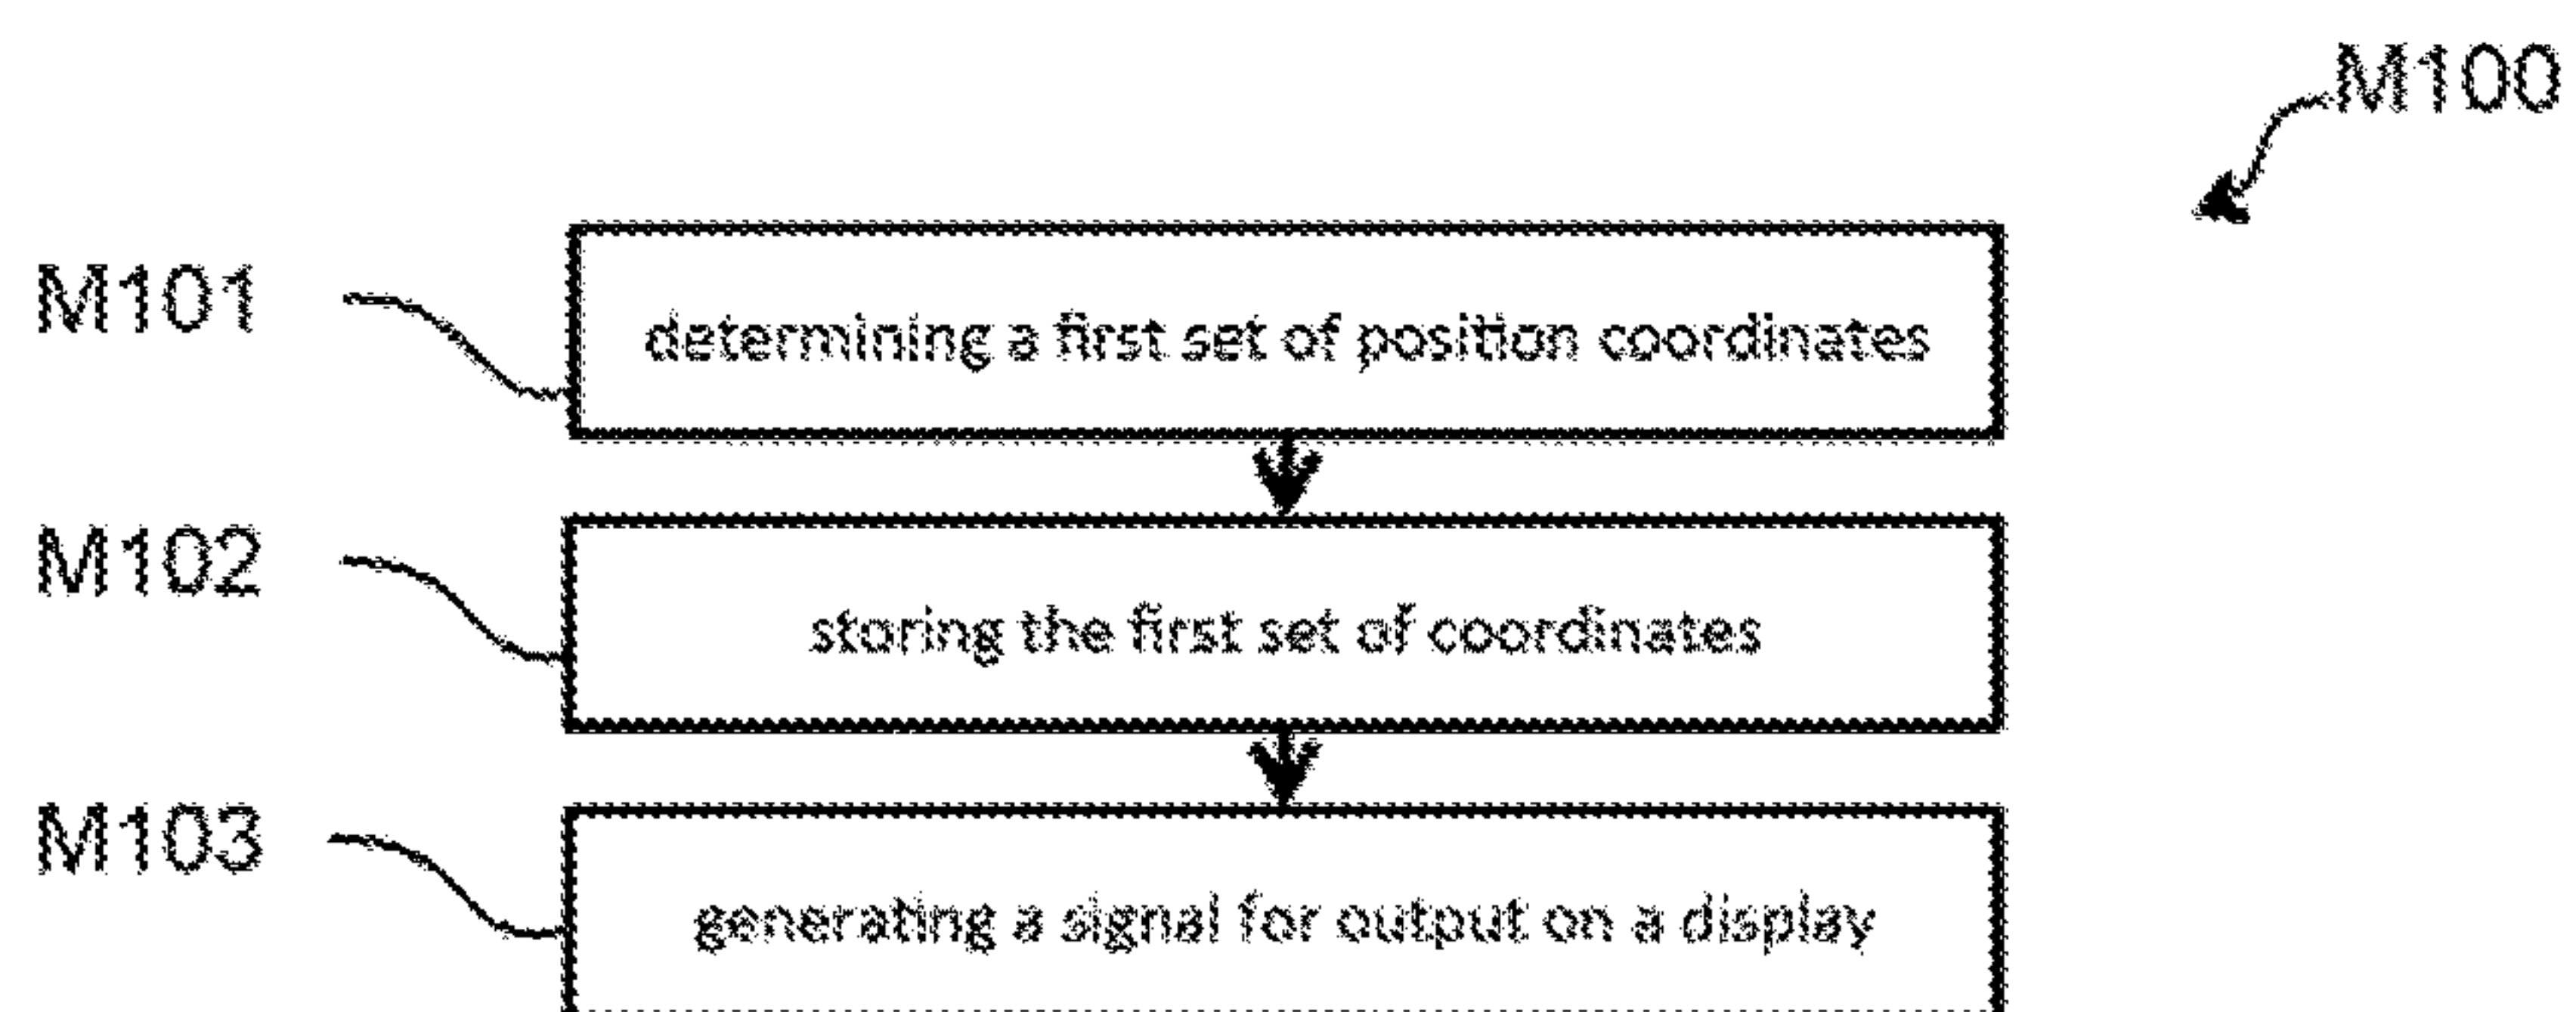 M100
M101
determining a first set of position coordinates
M102
storing the first set of coordinates
M103
generating a signal for output on a display